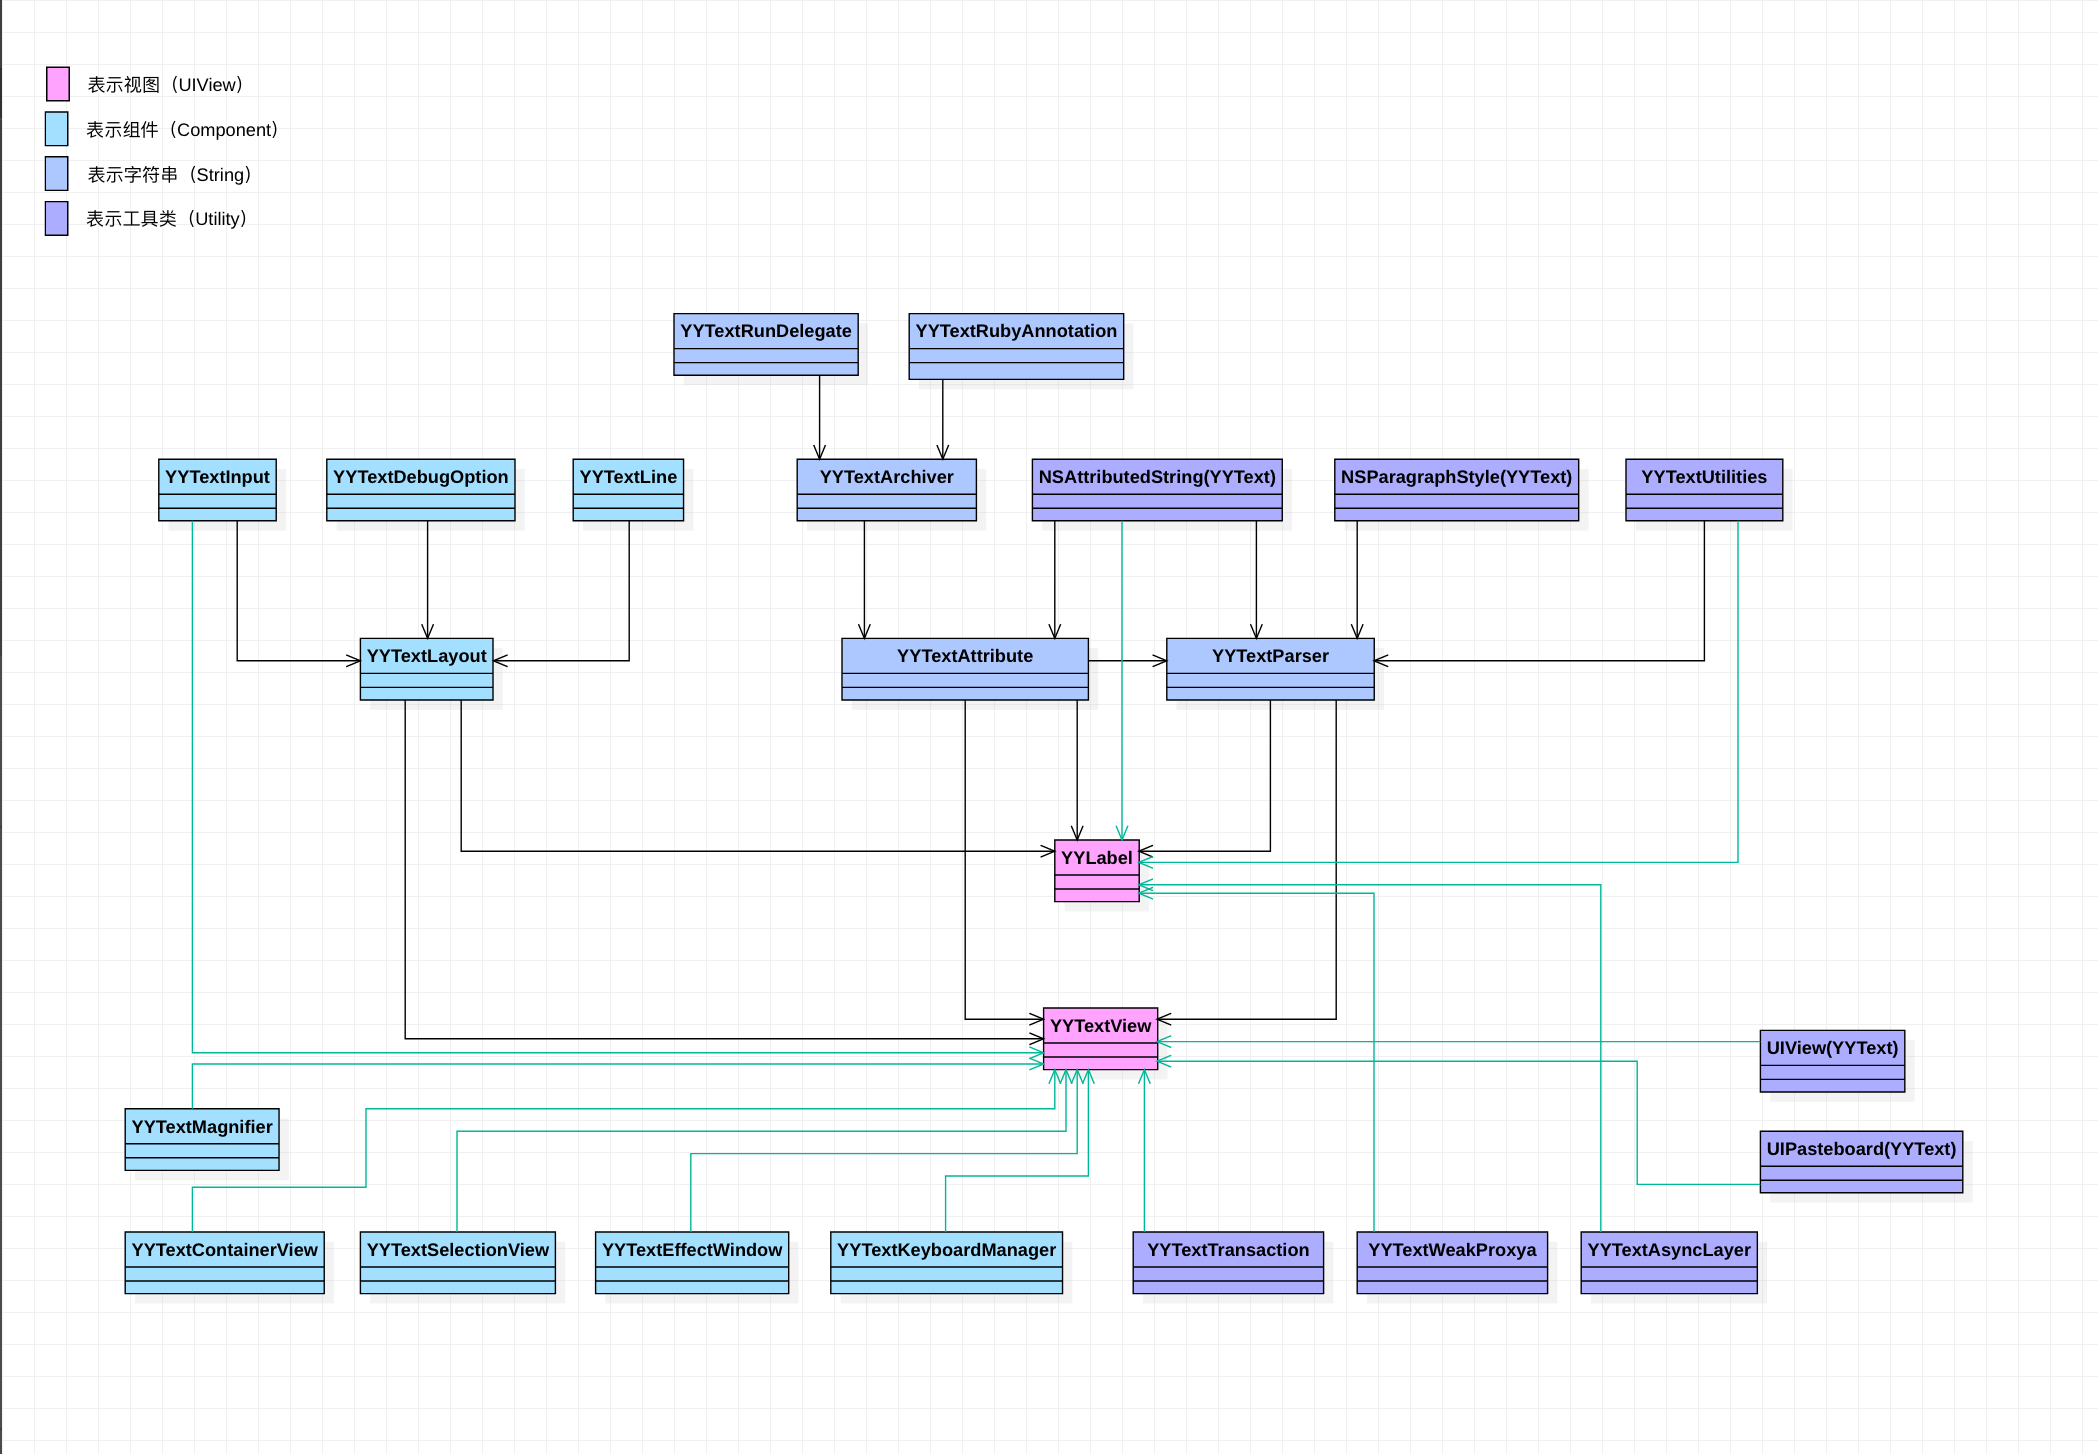 表示视图（UIView）
表示组件（Component）
表示字符串（String）
表示工具类（Utility）
YYTextRunDelegate
YYTextRubyAnnotation
YYTextInput
YYTextDebugOption
YYTextLine
YYTextArchiver
NSAttributedString(YYText)
NSParagraphStyle(YYText)
YYTextUtilities
YYTextLayout
YYTextAttribute
YYTextParser
YYLabel
YYTextView
UIView(YYText)
YYTextMagnifier
UIPasteboard(YYText)
YYTextContainerView
YYTextSelectionView
YYTextEffectWindow
YYTextKeyboardManager
YYTextTransaction
YYTextWeakProxya
YYTextAsyncLayer